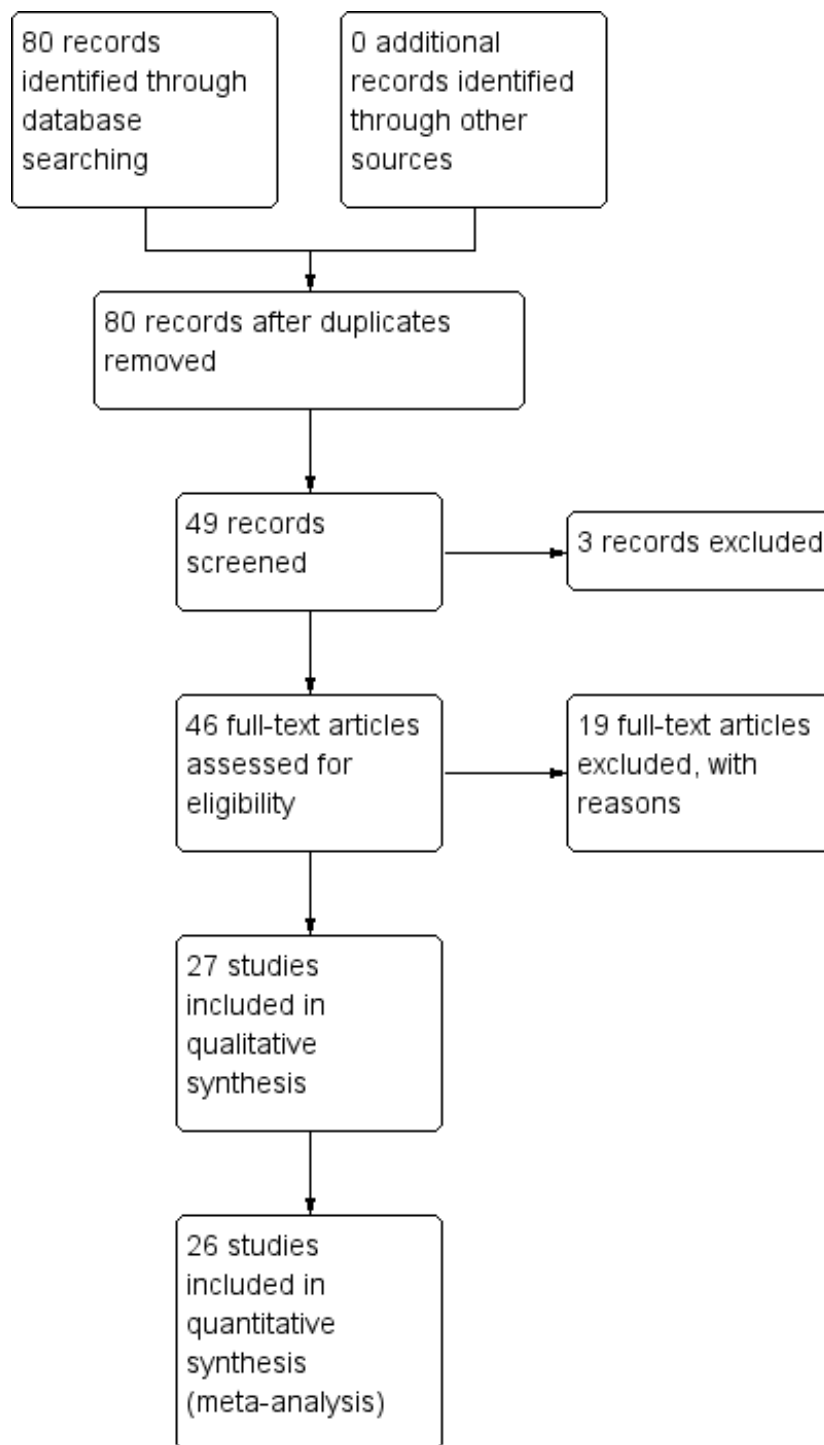 80 records
identified through
database
searching
0 additional
records identified
through other
sources
80 records after duplicates
removed
49 records
screened
3 records excluded
46 full-text articles
assessed for
eligibility
19 full-text articles
excluded, with
reasons
27 studies
included in
qualitative
synthesis
26 studies
included in
quantitative
synthesis
(meta-analysis)